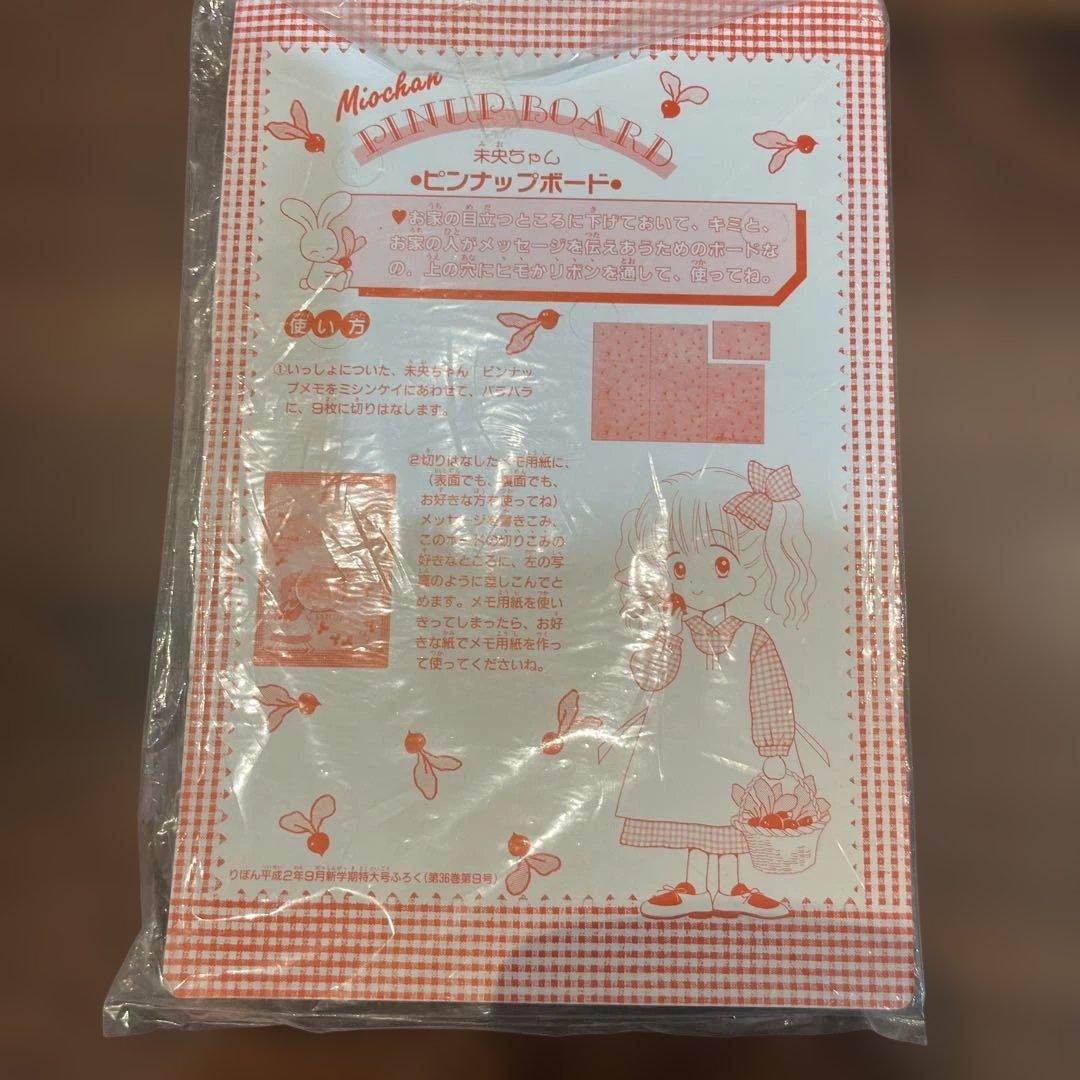 Miochan
PINUP BOARD
みお
未央ちゃん
•ピンナップボード•
♥お家の目立つところに下げておいて、キミと、
お家の人がメッセージを伝えあうためのボードな
の。上の穴にヒモかリボンを通して、使ってね。
使い方
①いっしょについた、未央ちゃん ピンナッ
プメモをミシンケイにあわせて、バラバラ
に、9枚に切りはなします。
②切りはなしたメモ用紙に、
(表面でも、裏面でも、
お好きな方を使ってね)
メッセージを書きこみ、
このボードの切りこみの
好きなところに、左の写
真のように差しこんでと
めます。メモ用紙を使い
きってしまったら、お好
きな紙でメモ用紙を作っ
て使ってくださいね。
りぼん平成2年9月新学期特大号ふろく(第36巻第9号)